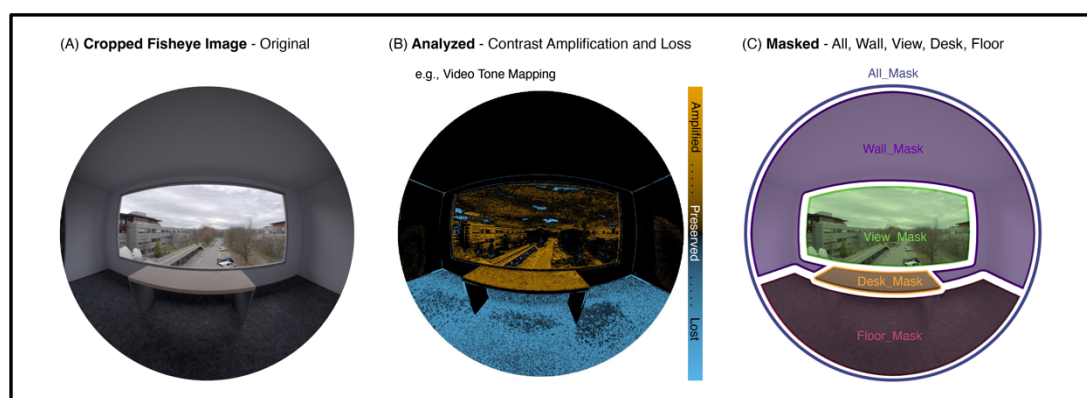 (A) Cropped Fisheye Image - Original
(B) Analyzed - Contrast Amplification and Loss
e.g., Video Tone Mapping
Amplified ..... Preserved ..... Lost
(C) Masked - All, Wall, View, Desk, Floor
All_Mask
Wall_Mask
View_Mask
Desk_Mask
Floor_Mask